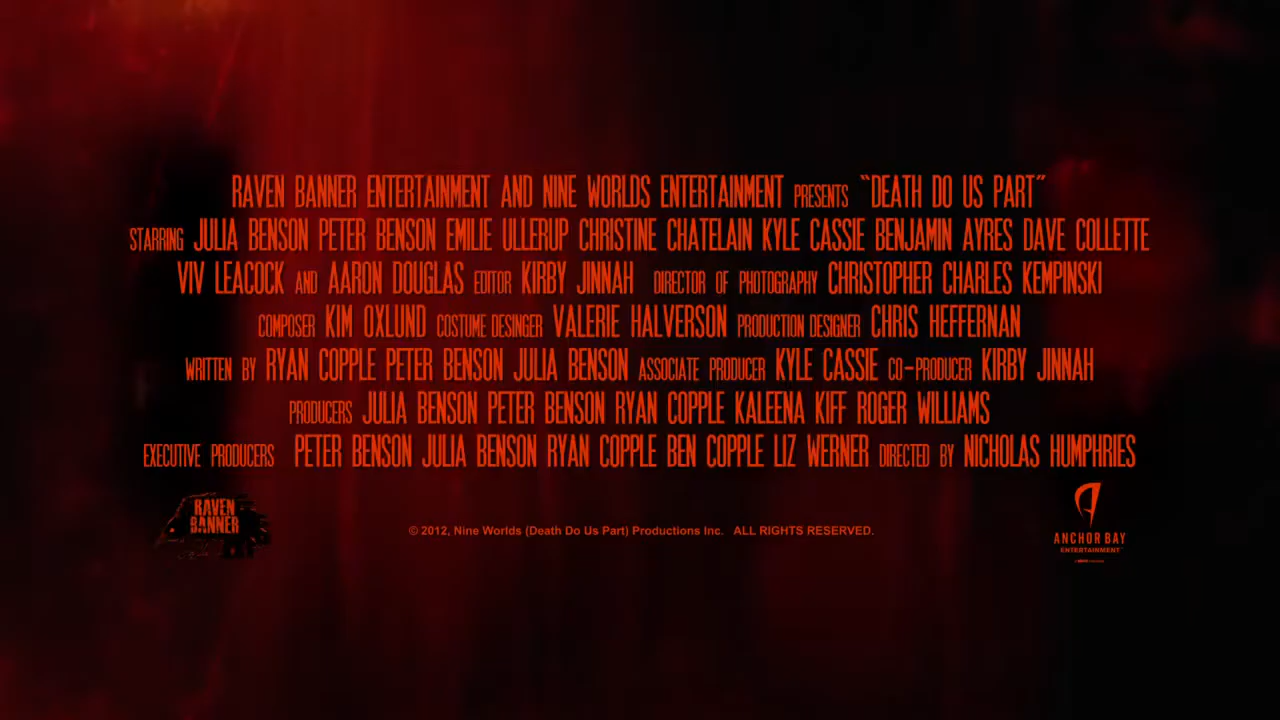 RAVEN BANNER ENTERTAINMENT AND NINE WORLDS ENTERTAINMENT PRESENTS “DEATH DO US PART”
STARRING JULIA BENSON PETER BENSON EMILIE ULLERUP CHRISTINE CHATELAIN KYLE CASSIE BENJAMIN AYRES DAVE COLLETTE
VIV LEACOCK AND AARON DOUGLAS EDITOR KIRBY JINNAH DIRECTOR OF PHOTOGRAPHY CHRISTOPHER CHARLES KEMPINSKI
COMPOSER KIM OXLUND COSTUME DESINGER VALERIE HALVERSON PRODUCTION DESIGNER CHRIS HEFFERNAN
WRITTEN BY RYAN COPPLE PETER BENSON JULIA BENSON ASSOCIATE PRODUCER KYLE CASSIE CO-PRODUCER KIRBY JINNAH
PRODUCERS JULIA BENSON PETER BENSON RYAN COPPLE KALEENA KIFF ROGER WILLIAMS
EXECUTIVE PRODUCERS PETER BENSON JULIA BENSON RYAN COPPLE BEN COPPLE LIZ WERNER DIRECTED BY NICHOLAS HUMPHRIES
RAVEN
BANNER
© 2012, Nine Worlds (Death Do Us Part) Productions Inc. ALL RIGHTS RESERVED.
ANCHOR BAY
ENTERTAINMENT